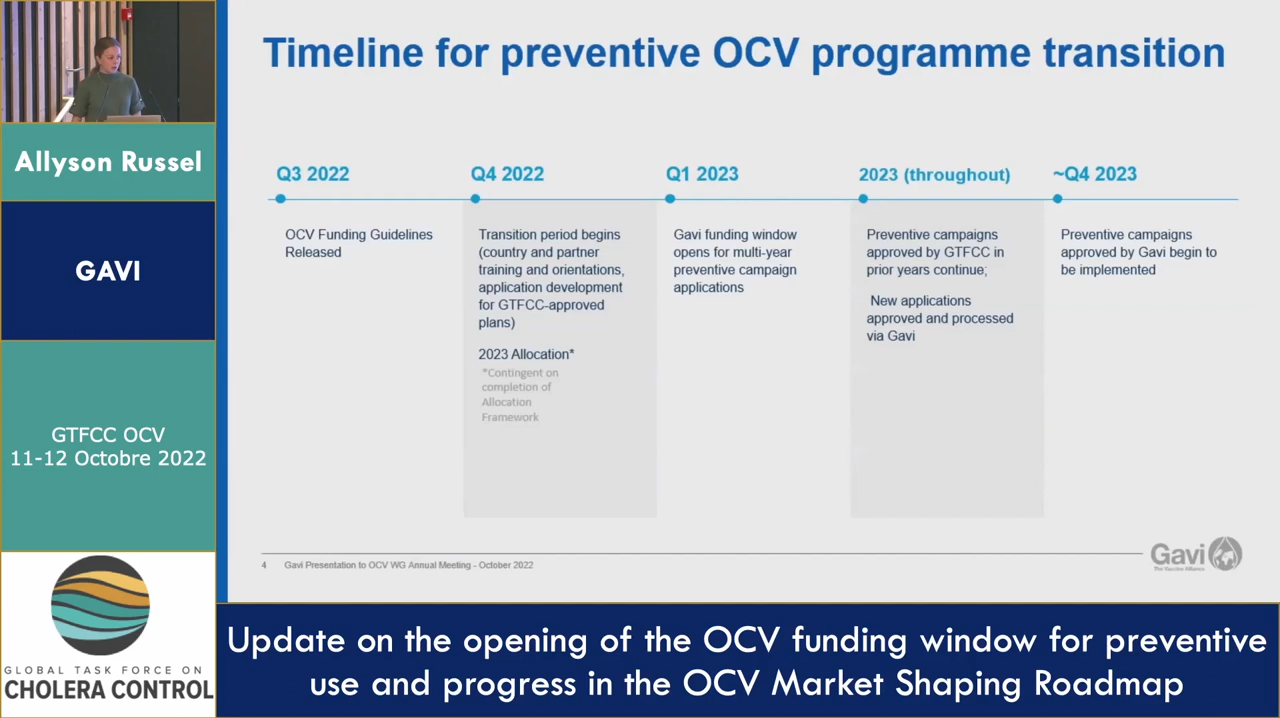 Allyson Russel
GAVI
GTFCC OCV
11-12 Octobre 2022
GLOBAL TASK FORCE ON
CHOLERA CONTROL
Timeline for preventive OCV programme transition
Q3 2022
OCV Funding Guidelines
Released
Q4 2022
Transition period begins
(country and partner
training and orientations,
application development
for GTFCC-approved
plans)
2023 Allocation*
*Contingent on
completion of
Allocation
Framework
Q1 2023
Gavi funding window
opens for multi-year
preventive campaign
applications
2023 (throughout)
Preventive campaigns
approved by GTFCC in
prior years continue;
New applications
approved and processed
via Gavi
~Q4 2023
Preventive campaigns
approved by Gavi begin to
be implemented
4 Gavi Presentation to OCV WG Annual Meeting - October 2022
Gavi
The Vaccine Alliance
Update on the opening of the OCV funding window for preventive
use and progress in the OCV Market Shaping Roadmap